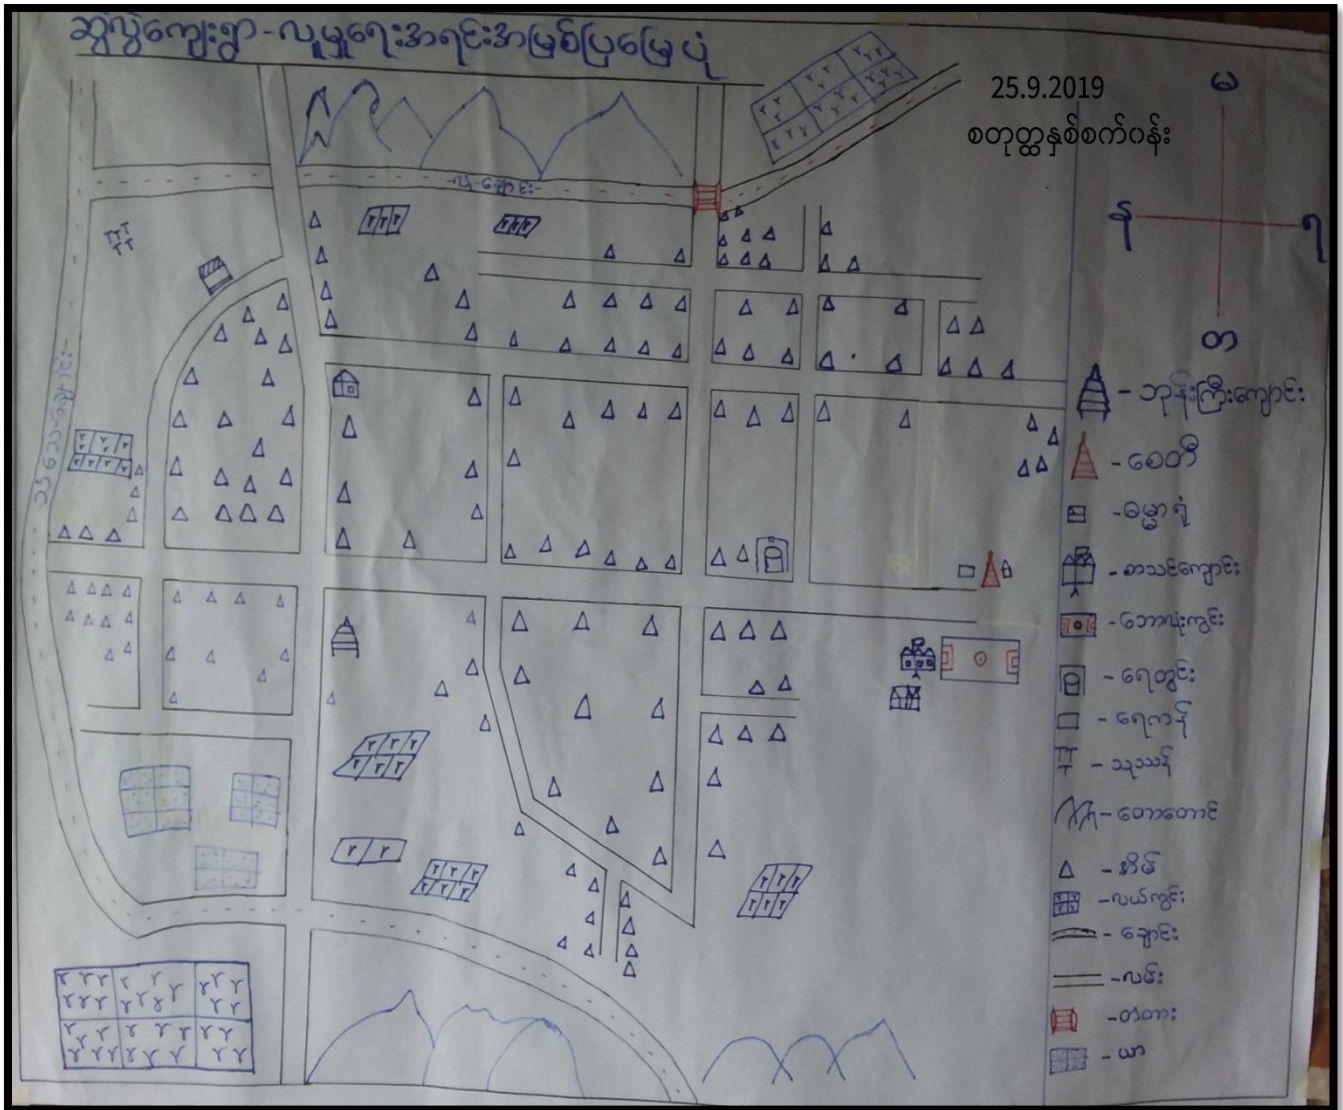 ဆွဲလွဲကျေးရွာ - လူမှုရေးအရင်းအမြစ်ပြမြေပုံ
25.9.2019
စတုတ္ထနှစ်စက်ဝန်း
မ
န
ရ
တ
- ဘုန်းကြီးကျောင်း
- စေတီ
- ဓမ္မာရုံ
- စာသင်ကျောင်း
- ဘောလုံးကွင်း
- ရေတွင်း
- ရေကန်
- သုသာန်
- တောတောင်
- အိမ်
- လယ်ကွင်း
- ချောင်း
- လမ်း
- တံတား
- ယာ